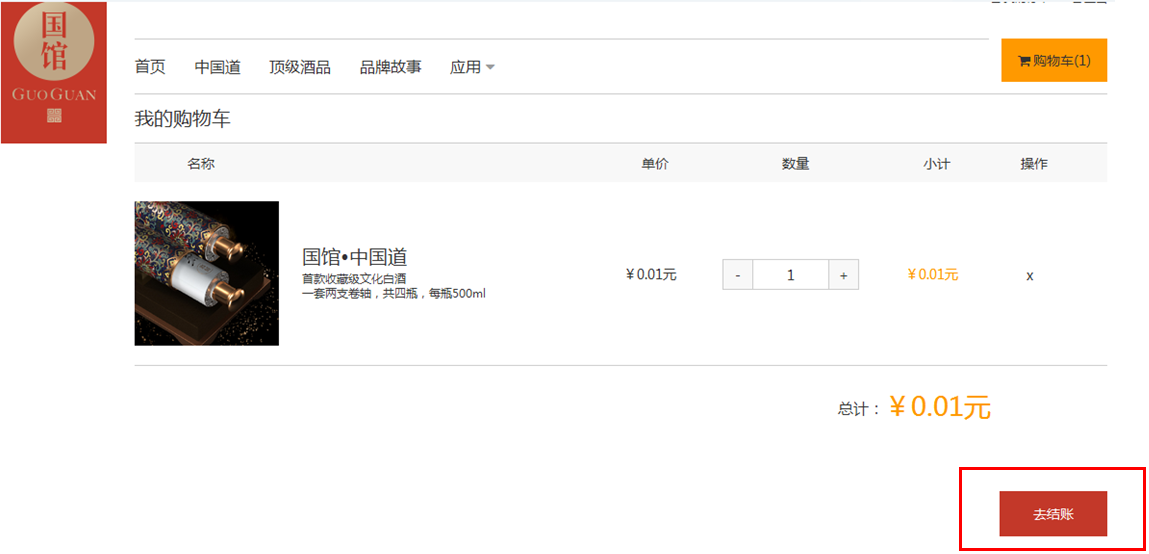 国馆
GUOGUAN
首页 中国道 顶级酒品 品牌故事 应用
购物车(1)
我的购物车
名称 单价 数量 小计 操作
国馆•中国道
首款收藏级文化白酒
一套两支卷轴，共四瓶，每瓶500ml
¥ 0.01元 - 1 + ¥ 0.01元 x
总计： ¥ 0.01元
去结账